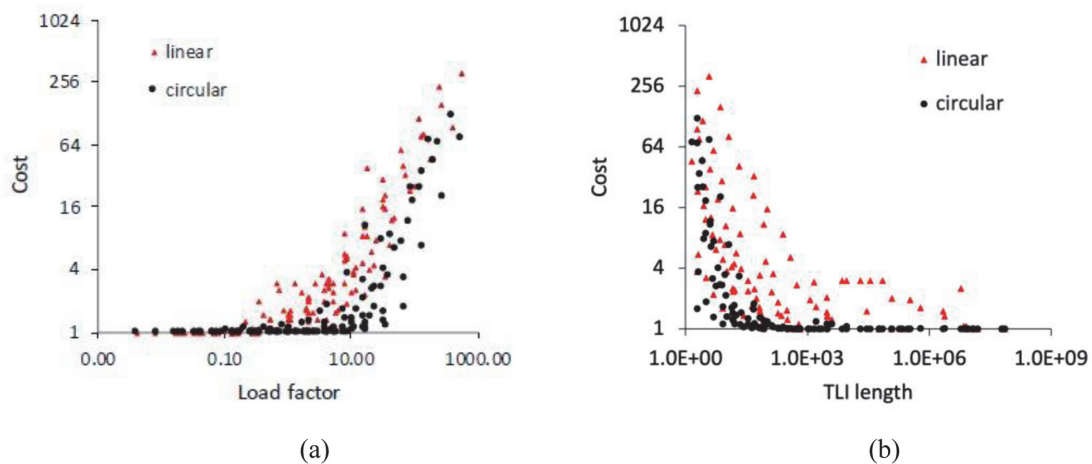 1024
256
64
16
4
1
Cost
linear
circular
0.00
0.10
10.00
1000.00
Load factor
(a)
1024
256
64
16
4
1
Cost
linear
circular
1.0E+00
1.0E+03
1.0E+06
1.0E+09
TLI length
(b)